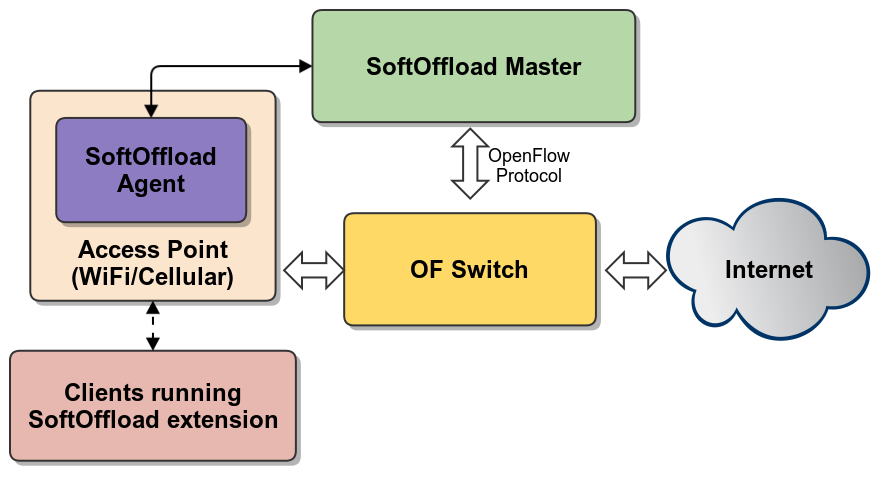 SoftOffload Master
SoftOffload
Agent
OpenFlow
Protocol
Access Point
(WiFi/Cellular)
OF Switch
Internet
Clients running
SoftOffload extension